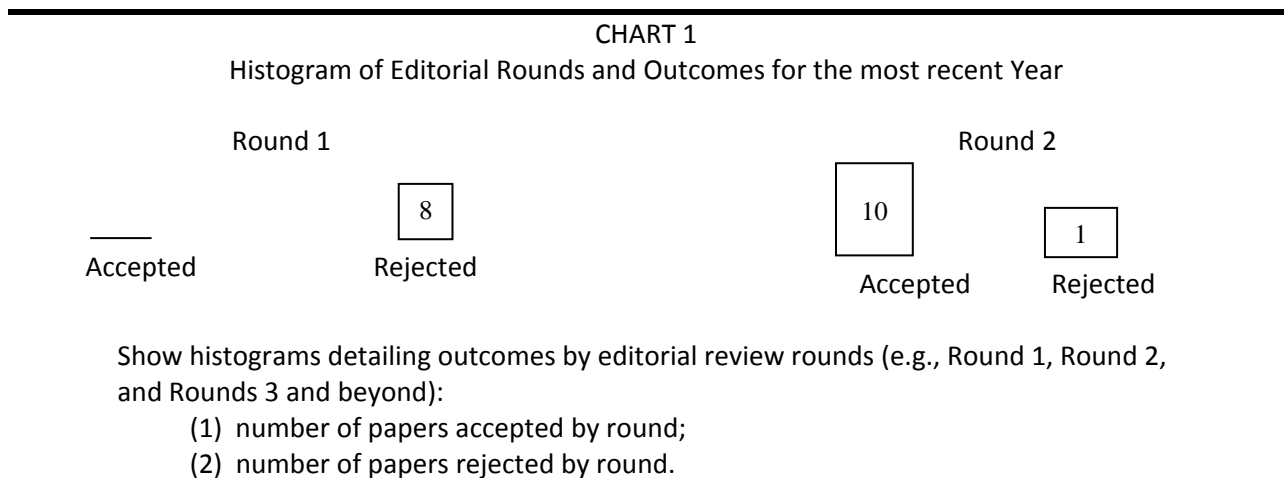 CHART 1
Histogram of Editorial Rounds and Outcomes for the most recent Year
Round 1 Round 2
8 10 1
Accepted Rejected Accepted Rejected
Show histograms detailing outcomes by editorial review rounds (e.g., Round 1, Round 2,
and Rounds 3 and beyond):
(1) number of papers accepted by round;
(2) number of papers rejected by round.